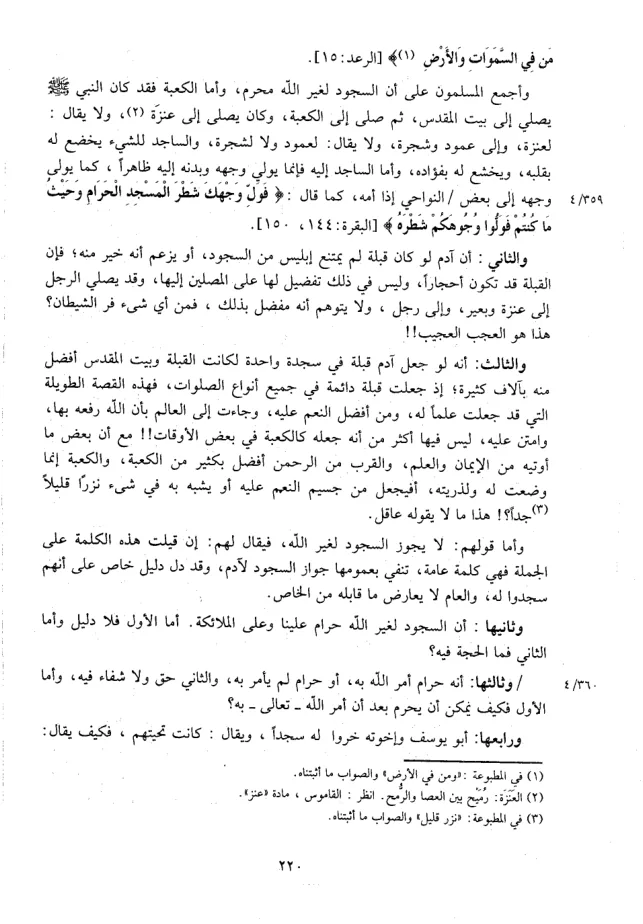 مَن فِي السَّمَوَاتِ وَالأَرْضِ (١)﴾ [الرعد: ١٥].
وأجمع المسلمون على أن السجود لغير الله محرم، وأما الكعبة فقد كان النبي ﷺ
يصلي إلى بيت المقدس، ثم صلى إلى الكعبة، وكان يصلى إلى عنزة (٢)، ولا يقال :
لعنزة، وإلى عمود وشجرة، ولا يقال: لعمود ولا لشجرة، والساجد للشيء يخضع له
بقلبه، ويخشع له بفؤاده، وأما الساجد إليه فإنما يولي وجهه وبدنه إليه ظاهراً ، كما يولى
٤/٣٥٩ وجهه إلى بعض / النواحي إذا أمه، كما قال :﴿ فَوَلِّ وَجْهَكَ شَطْرَ الْمَسْجِدِ الْحَرَامِ وَحَيْثُ
مَا كُنتُمْ فَوَلُّوا وُجُوهَكُمْ شَطْرَهُ ﴾ [البقرة: ١٤٤، ١٥٠].
والثاني : أن آدم لو كان قبلة لم يمتنع إبليس من السجود، أو يزعم أنه خير منه؛ فإن
القبلة قد تكون أحجاراً، وليس في ذلك تفضيل لها على المصلين إليها، وقد يصلي الرجل
إلى عنزة وبعير، وإلى رجل ، ولا يتوهم أنه مفضل بذلك ، فمن أي شىء فر الشيطان؟
هذا هو العجب العجيب!!
والثالث: أنه لو جعل آدم قبلة في سجدة واحدة لكانت القبلة وبيت المقدس أفضل
منه بآلاف كثيرة؛ إذ جعلت قبلة دائمة في جميع أنواع الصلوات، فهذه القصة الطويلة
التي قد جعلت علماً له، ومن أفضل النعم عليه، وجاءت إلى العالم بأن الله رفعه بها،
وامتن عليه، ليس فيها أكثر من أنه جعله كالكعبة في بعض الأوقات!! مع أن بعض ما
أوتيه من الإيمان والعلم، والقرب من الرحمن أفضل بكثير من الكعبة، والكعبة إنما
وضعت له ولذريته، أفيجعل من جسيم النعم عليه أو يشبه به في شىء نزرًا قليلاً
(٣)جداً؟! هذا ما لا يقوله عاقل.
وأما قولهم: لا يجوز السجود لغير الله، فيقال لهم: إن قيلت هذه الكلمة على
الجملة فهي كلمة عامة، تنفي بعمومها جواز السجود لآدم، وقد دل دليل خاص على أنهم
سجدوا له، والعام لا يعارض ما قابله من الخاص.
وثانيها : أن السجود لغير الله حرام علينا وعلى الملائكة. أما الأول فلا دليل وأما
الثاني فما الحجة فيه؟
٤/٣٦٠ / وثالثها: أنه حرام أمر الله به، أو حرام لم يأمر به، والثاني حق ولا شفاء فيه، وأما
الأول فكيف يمكن أن يحرم بعد أن أمر الله ـ تعالى ـ به؟
ورابعها: أبو يوسف وإخوته خروا له سجداً ، ويقال : كانت تحيتهم ، فكيف يقال:
(١) في المطبوعة :«ومن في الأرض» والصواب ما أثبتناه.
(٢) العَنَزَة: رُمَيْح بين العصا والرُّمح. انظر : القاموس ، مادة «عنز».
(٣) في المطبوعة: «نزر قليل» والصواب ما أثبتناه.
٢٢٠